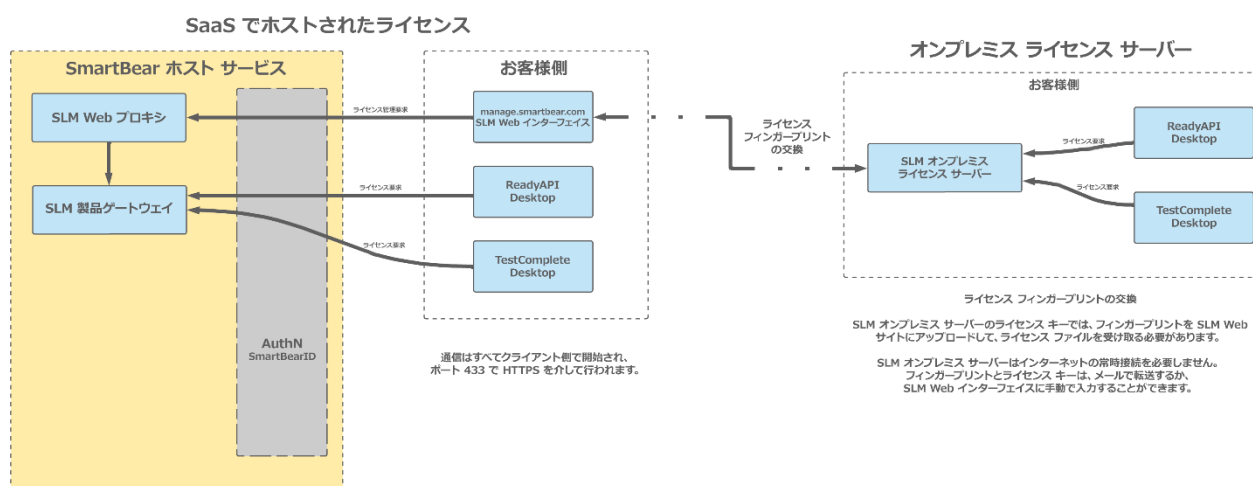 SaaS でホストされたライセンス
SmartBear ホスト サービス
SLM Web プロキシ
SLM 製品ゲートウェイ
AuthN
SmartBearID
お客様側
ライセンス管理要求
manage.smartbear.com
SLM Web インターフェイス
ライセンス要求
ReadyAPI
Desktop
ライセンス要求
TestComplete
Desktop
通信はすべてクライアント側で開始され、
ポート 433 で HTTPS を介して行われます。
ライセンス
フィンガープリント
の交換
オンプレミス ライセンス サーバー
お客様側
SLM オンプレミス
ライセンス サーバー
ライセンス要求
ReadyAPI
Desktop
ライセンス要求
TestComplete
Desktop
ライセンス フィンガープリントの交換
SLM オンプレミス サーバーのライセンス キーでは、フィンガープリントを SLM Web
サイトにアップロードして、ライセンス ファイルを受け取る必要があります。
SLM オンプレミス サーバーはインターネットの常時接続を必要しません。
フィンガープリントとライセンス キーは、メールで転送するか、
SLM Web インターフェイスに手動で入力することができます。